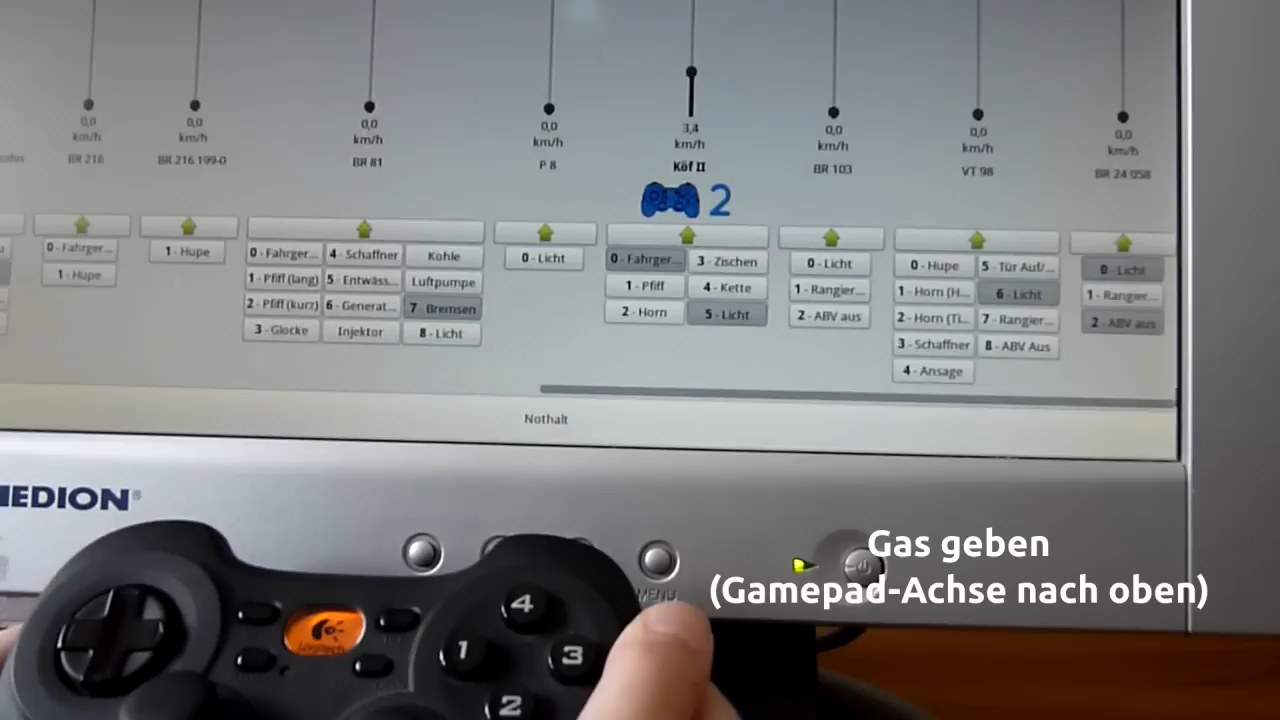 0,0 0,0 0,0 0,0 3,4 0,0 0,0 0,0
km/h km/h km/h km/h km/h km/h km/h km/h
BR 216 BR 216 199-0 BR 81 P 8 Köf II BR 103 VT 98 BR 24 058
2
0 - Fahrger...
1 - Hupe
1 - Hupe
0 - Fahrger... 4 - Schaffner Kohle
1 - Pfiff (lang) 5 - Entwäss... Luftpumpe
2 - Pfiff (kurz) 6 - Generat... 7 - Bremsen
3 - Glocke Injektor 8 - Licht
0 - Licht
0 - Fahrger... 3 - Zischen
1 - Pfiff 4 - Kette
2 - Horn 5 - Licht
0 - Licht
1 - Rangier...
2 - ABV aus
0 - Hupe 5 - Tür Auf/...
1 - Horn (H... 6 - Licht
2 - Horn (Ti... 7 - Rangier...
3 - Schaffner 8 - ABV Aus
4 - Ansage
0 - Licht
1 - Rangier...
2 - ABV aus
Nothalt
MEDION®
MENU
Gas geben
(Gamepad-Achse nach oben)
Logitech
4
1 3
2